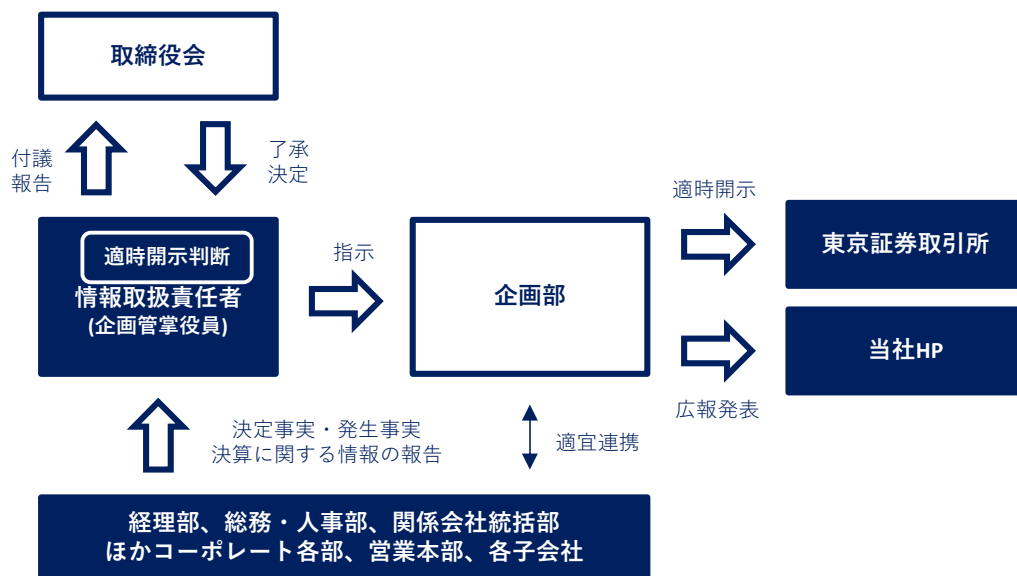 取締役会
付議
報告
了承
決定
適時開示判断
情報取扱責任者
(企画管掌役員)
指示
企画部
適時開示
東京証券取引所
当社HP
広報発表
決定事実・発生事実
決算に関する情報の報告
適宜連携
経理部、総務・人事部、関係会社統括部
ほかコーポレート各部、営業本部、各子会社